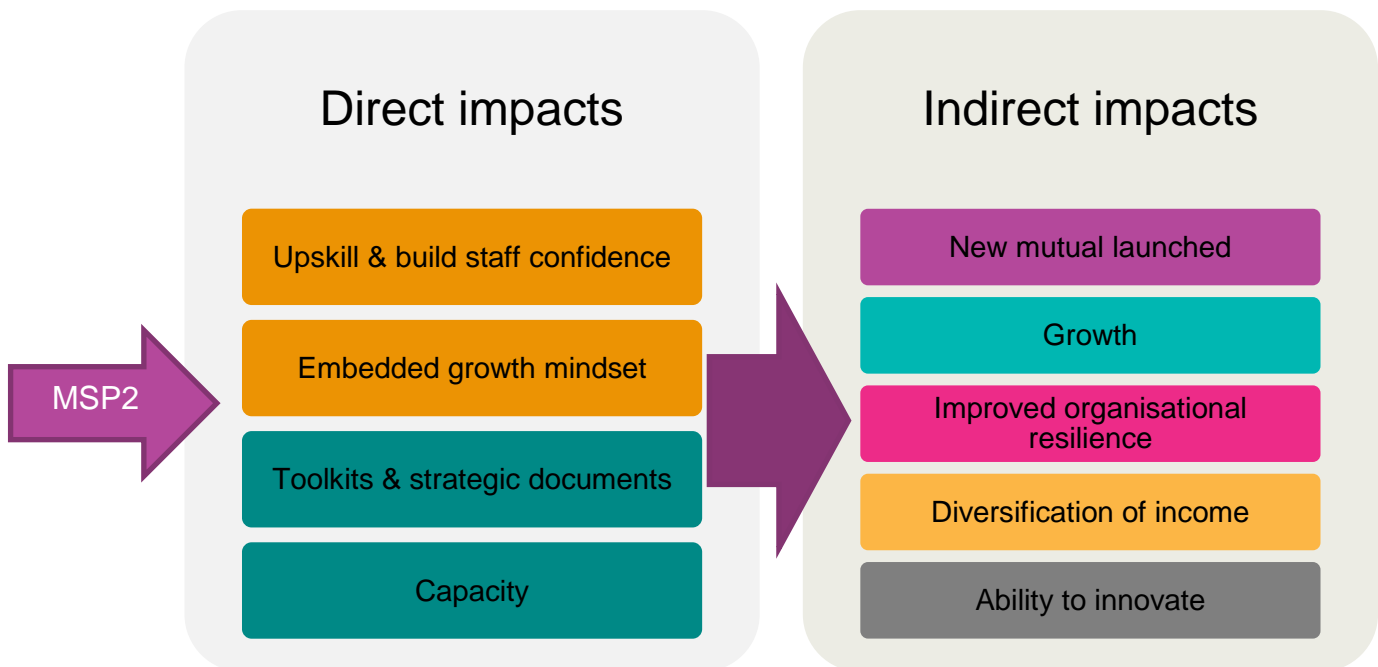 MSP2
Direct impacts
Upskill & build staff confidence
Embedded growth mindset
Toolkits & strategic documents
Capacity
Indirect impacts
New mutual launched
Growth
Improved organisational
resilience
Diversification of income
Ability to innovate